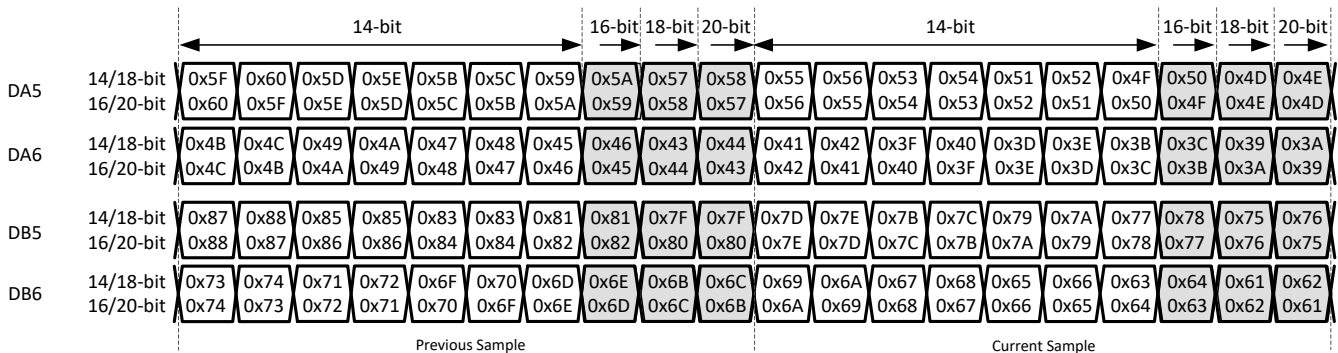 14-bit 16-bit 18-bit 20-bit 14-bit 16-bit 18-bit 20-bit
DA5
14/18-bit 0x5F 0x60 0x5D 0x5E 0x5B 0x5C 0x59 0x5A 0x57 0x58 0x55 0x56 0x53 0x54 0x51 0x52 0x4F 0x50 0x4D 0x4E
16/20-bit 0x60 0x5F 0x5E 0x5D 0x5C 0x5B 0x5A 0x59 0x58 0x57 0x56 0x55 0x54 0x53 0x52 0x51 0x50 0x4F 0x4E 0x4D
DA6
14/18-bit 0x4B 0x4C 0x49 0x4A 0x47 0x48 0x45 0x46 0x43 0x44 0x41 0x42 0x3F 0x40 0x3D 0x3E 0x3B 0x3C 0x39 0x3A
16/20-bit 0x4C 0x4B 0x4A 0x49 0x48 0x47 0x46 0x45 0x44 0x43 0x42 0x41 0x40 0x3F 0x3E 0x3D 0x3C 0x3B 0x3A 0x39
DB5
14/18-bit 0x87 0x88 0x85 0x85 0x83 0x83 0x81 0x81 0x7F 0x7F 0x7D 0x7E 0x7B 0x7C 0x79 0x7A 0x77 0x78 0x75 0x76
16/20-bit 0x88 0x87 0x86 0x86 0x84 0x84 0x82 0x82 0x80 0x80 0x7E 0x7D 0x7C 0x7B 0x7A 0x79 0x78 0x77 0x76 0x75
DB6
14/18-bit 0x73 0x74 0x71 0x72 0x6F 0x70 0x6D 0x6E 0x6B 0x6C 0x69 0x6A 0x67 0x68 0x65 0x66 0x63 0x64 0x61 0x62
16/20-bit 0x74 0x73 0x72 0x71 0x70 0x6F 0x6E 0x6D 0x6C 0x6B 0x6A 0x69 0x68 0x67 0x66 0x65 0x64 0x63 0x62 0x61
Previous Sample Current Sample